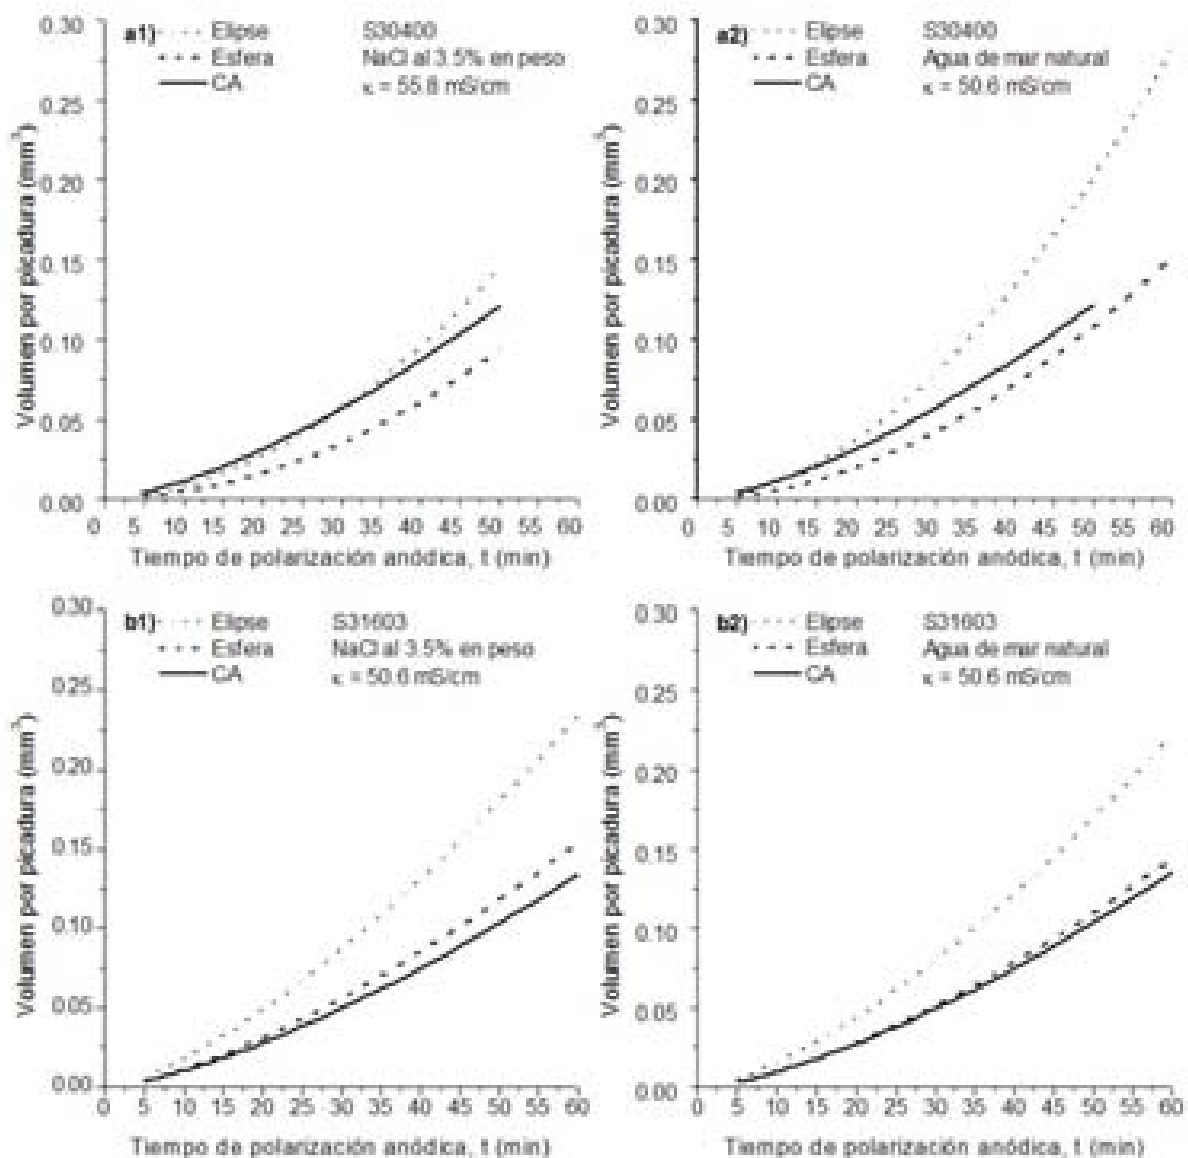 a1) Elipse S30400
Esfera NaCl al 3.5% en peso
CA κ = 55.8 mS/cm
0.30
0.25
0.20
0.15
0.10
0.05
0.00
Volumen por picadura (mm³)
0 5 10 15 20 25 30 35 40 45 50 55 60
Tiempo de polarización anódica, t (min)
a2) Elipse S30400
Esfera Agua de mar natural
CA κ = 50.6 mS/cm
0.30
0.25
0.20
0.15
0.10
0.05
0.00
Volumen por picadura (mm³)
0 5 10 15 20 25 30 35 40 45 50 55 60
Tiempo de polarización anódica, t (min)
b1) Elipse S31603
Esfera NaCl al 3.5% en peso
CA κ = 50.6 mS/cm
0.30
0.25
0.20
0.15
0.10
0.05
0.00
Volumen por picadura (mm³)
0 5 10 15 20 25 30 35 40 45 50 55 60
Tiempo de polarización anódica, t (min)
b2) Elipse S31603
Esfera Agua de mar natural
CA κ = 50.6 mS/cm
0.30
0.25
0.20
0.15
0.10
0.05
0.00
Volumen por picadura (mm³)
0 5 10 15 20 25 30 35 40 45 50 55 60
Tiempo de polarización anódica, t (min)